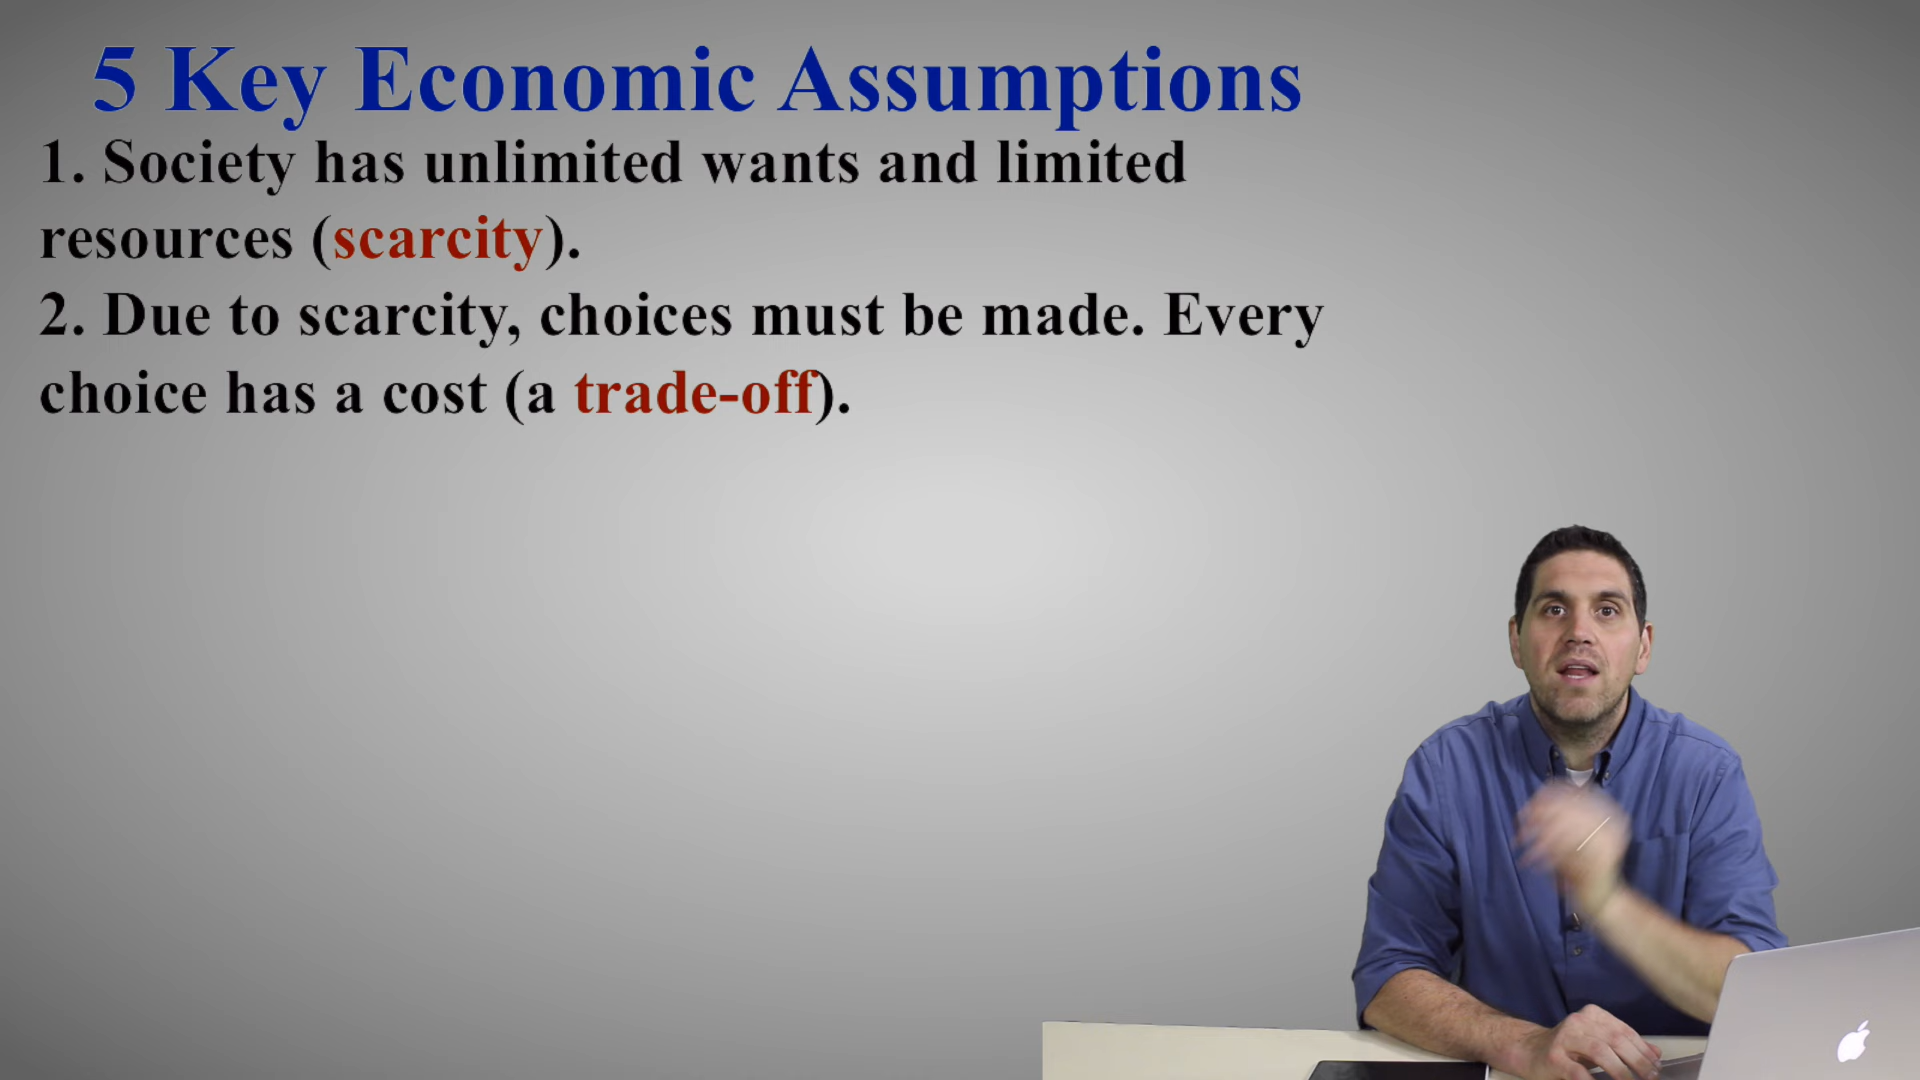 5 Key Economic Assumptions
1. Society has unlimited wants and limited
resources (scarcity).
2. Due to scarcity, choices must be made. Every
choice has a cost (a trade-off).